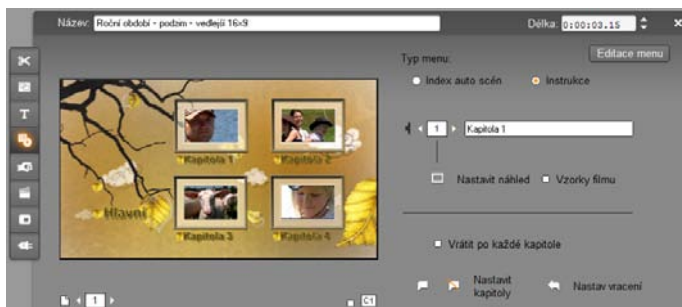 Název: Roční období - podzm - vedlejší 16x9
Délka: 0:00:03.15
Typ menu:
Editace menu
Index auto scén
Instrukce
1
Kapitola 1
Nastavit náhled
Vzorky filmu
Kapitola 1
Kapitola 2
Hlavní
Kapitola 3
Kapitola 4
Vrátit po každé kapitole
Nastavit
kapitoly
Nastav vracení
1
C1
T